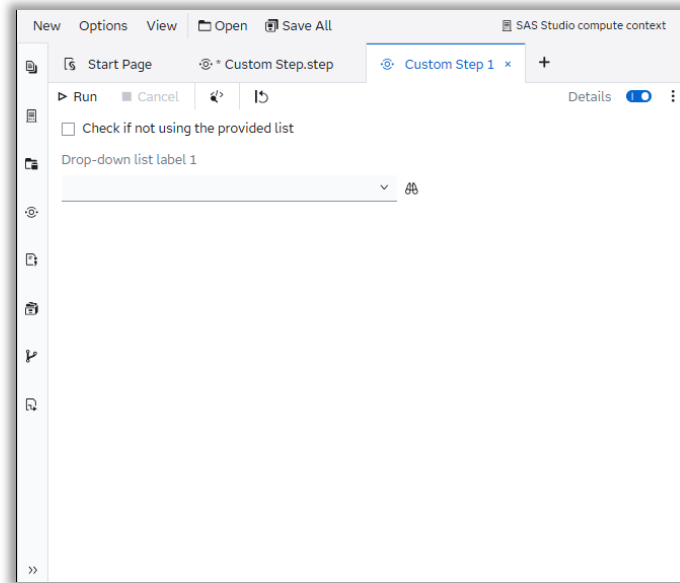 New Options View Open Save All SAS Studio compute context
Start Page * Custom Step.step Custom Step 1 × +
Run Cancel Details
Check if not using the provided list
Drop-down list label 1